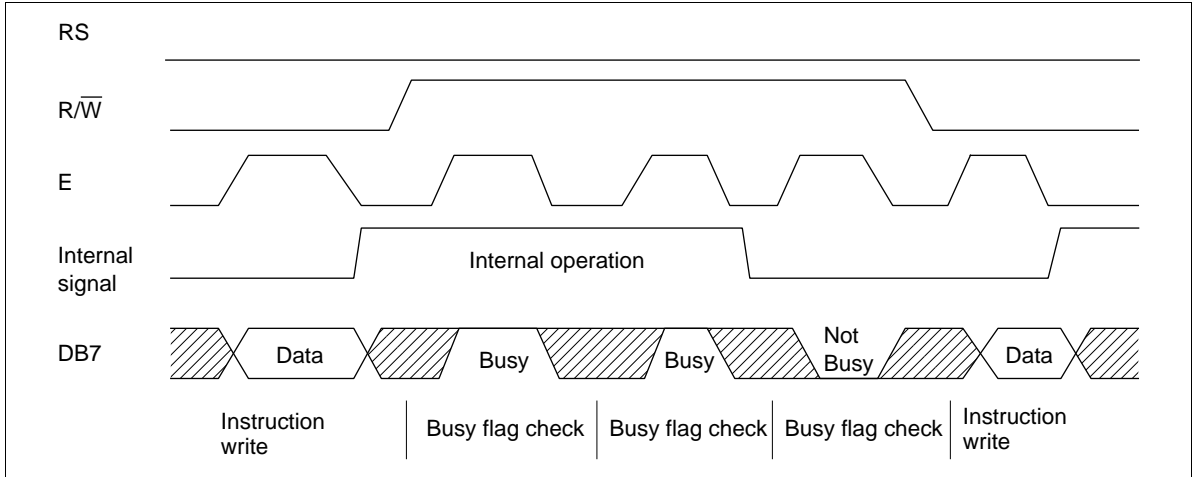 RS
R/W̅
E
Internal
signal
Internal operation
DB7
Data
Busy
Busy
Not
Busy
Data
Instruction
write
Busy flag check
Busy flag check
Busy flag check
Instruction
write